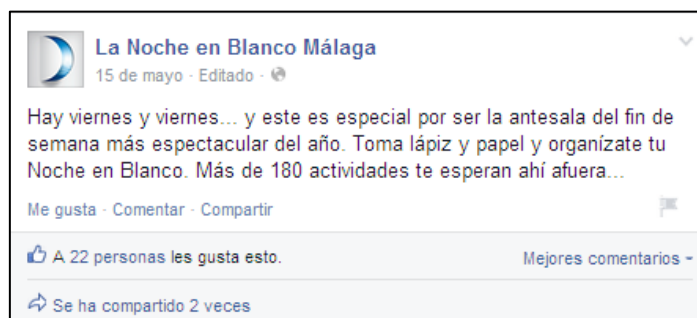 La Noche en Blanco Málaga
15 de mayo · Editado ·
Hay viernes y viernes... y este es especial por ser la antesala del fin de
semana más espectacular del año. Toma lápiz y papel y organízate tu
Noche en Blanco. Más de 180 actividades te esperan ahí afuera...
Me gusta · Comentar · Compartir
A 22 personas les gusta esto.
Mejores comentarios
Se ha compartido 2 veces